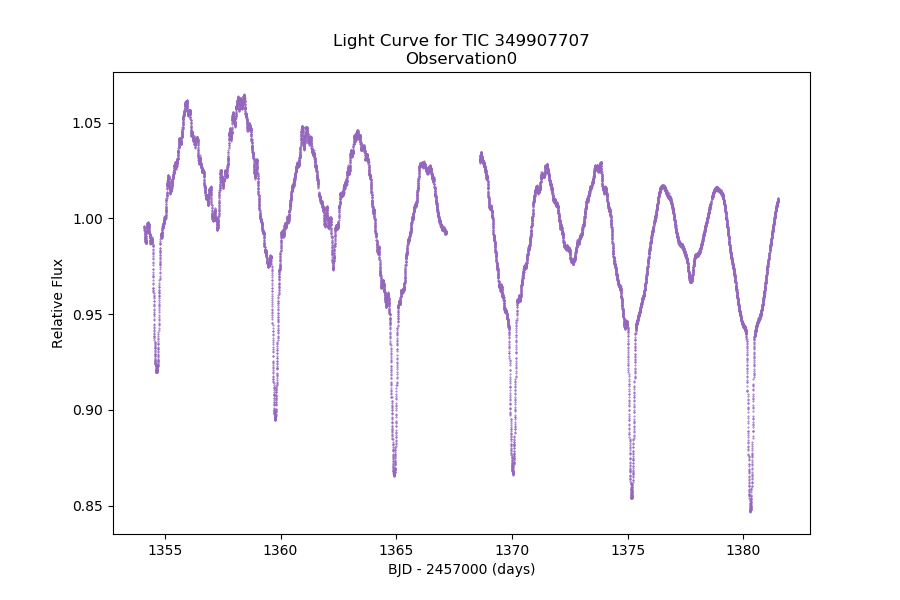 Light Curve for TIC 349907707
Observation0
Relative Flux
1.05
1.00
0.95
0.90
0.85
1355 1360 1365 1370 1375 1380
BJD - 2457000 (days)